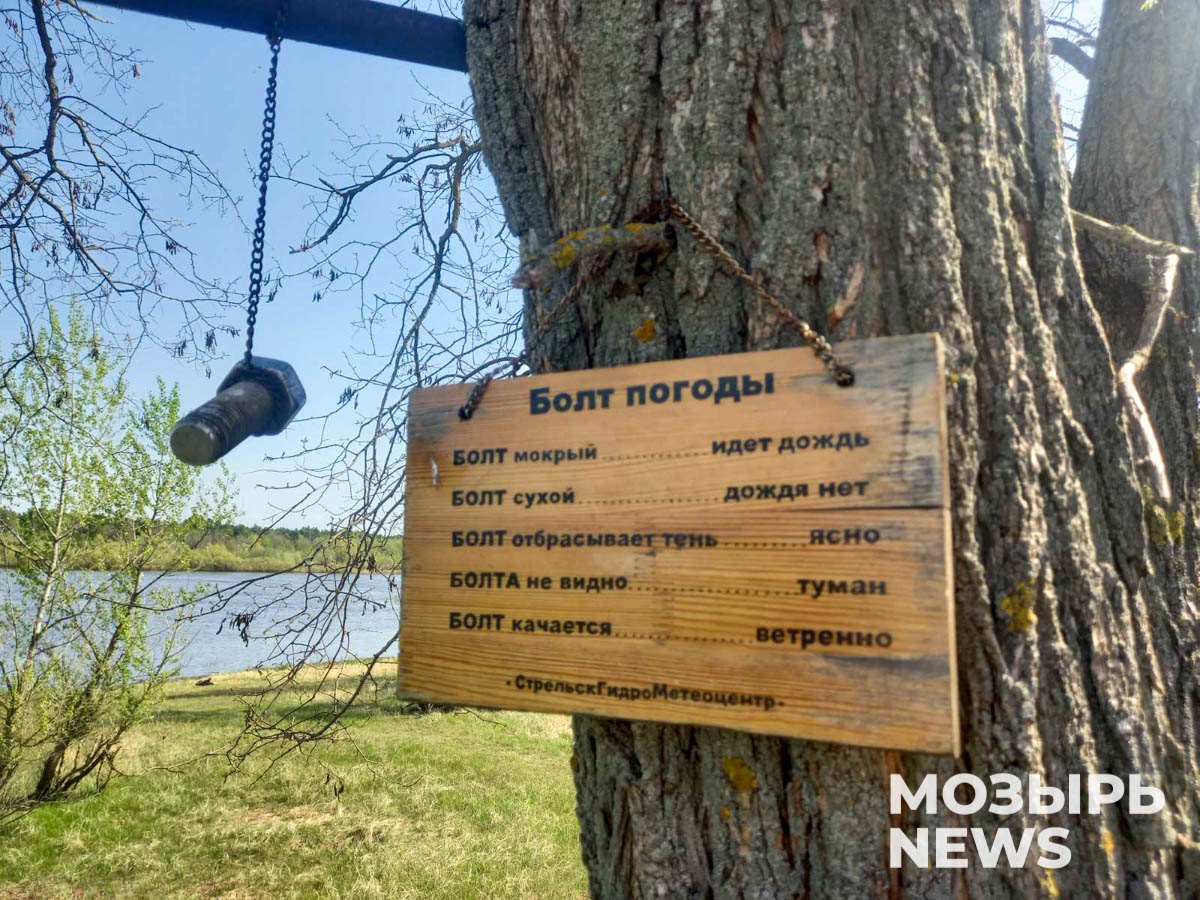 Болт погоды
БОЛТ мокрый ............... идет дождь
БОЛТ сухой.................... дождя нет
БОЛТ отбрасывает тень ......... ясно
БОЛТА не видно.................. туман
БОЛТ качается ............... ветренно
•СтрельскГидроМетеоцентр•
МОЗЫРЬ
NEWS